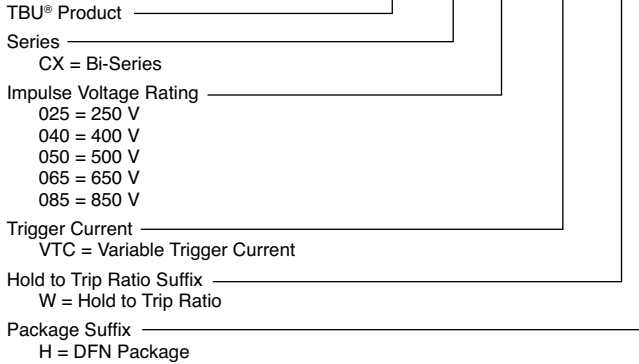 TBU® Product
Series
CX = Bi-Series
Impulse Voltage Rating
025 = 250 V
040 = 400 V
050 = 500 V
065 = 650 V
085 = 850 V
Trigger Current
VTC = Variable Trigger Current
Hold to Trip Ratio Suffix
W = Hold to Trip Ratio
Package Suffix
H = DFN Package